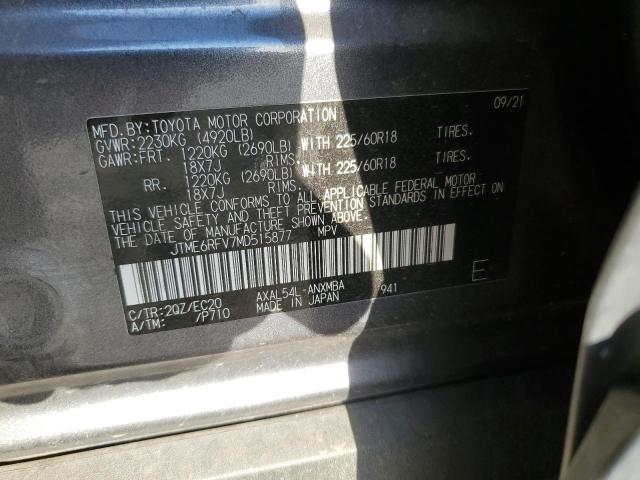 MFD. BY: TOYOTA MOTOR CORPORATION 09/21
GVWR: 2230KG (4920LB)
GAWR: FRT. 1220KG (2690LB) WITH 225/60R18 TIRES.
18X7J RIMS.
RR. 1220KG (2690LB) WITH 225/60R18 TIRES.
18X7J RIMS.
THIS VEHICLE CONFORMS TO ALL APPLICABLE FEDERAL MOTOR
VEHICLE SAFETY AND THEFT PREVENTION STANDARDS IN EFFECT ON
THE DATE OF MANUFACTURE SHOWN ABOVE.
JTME6RFV7MD515877 MPV
E
C/TR: 2QZ/EC20 AXAL54L-ANXMBA 941
A/TM: /P710 MADE IN JAPAN